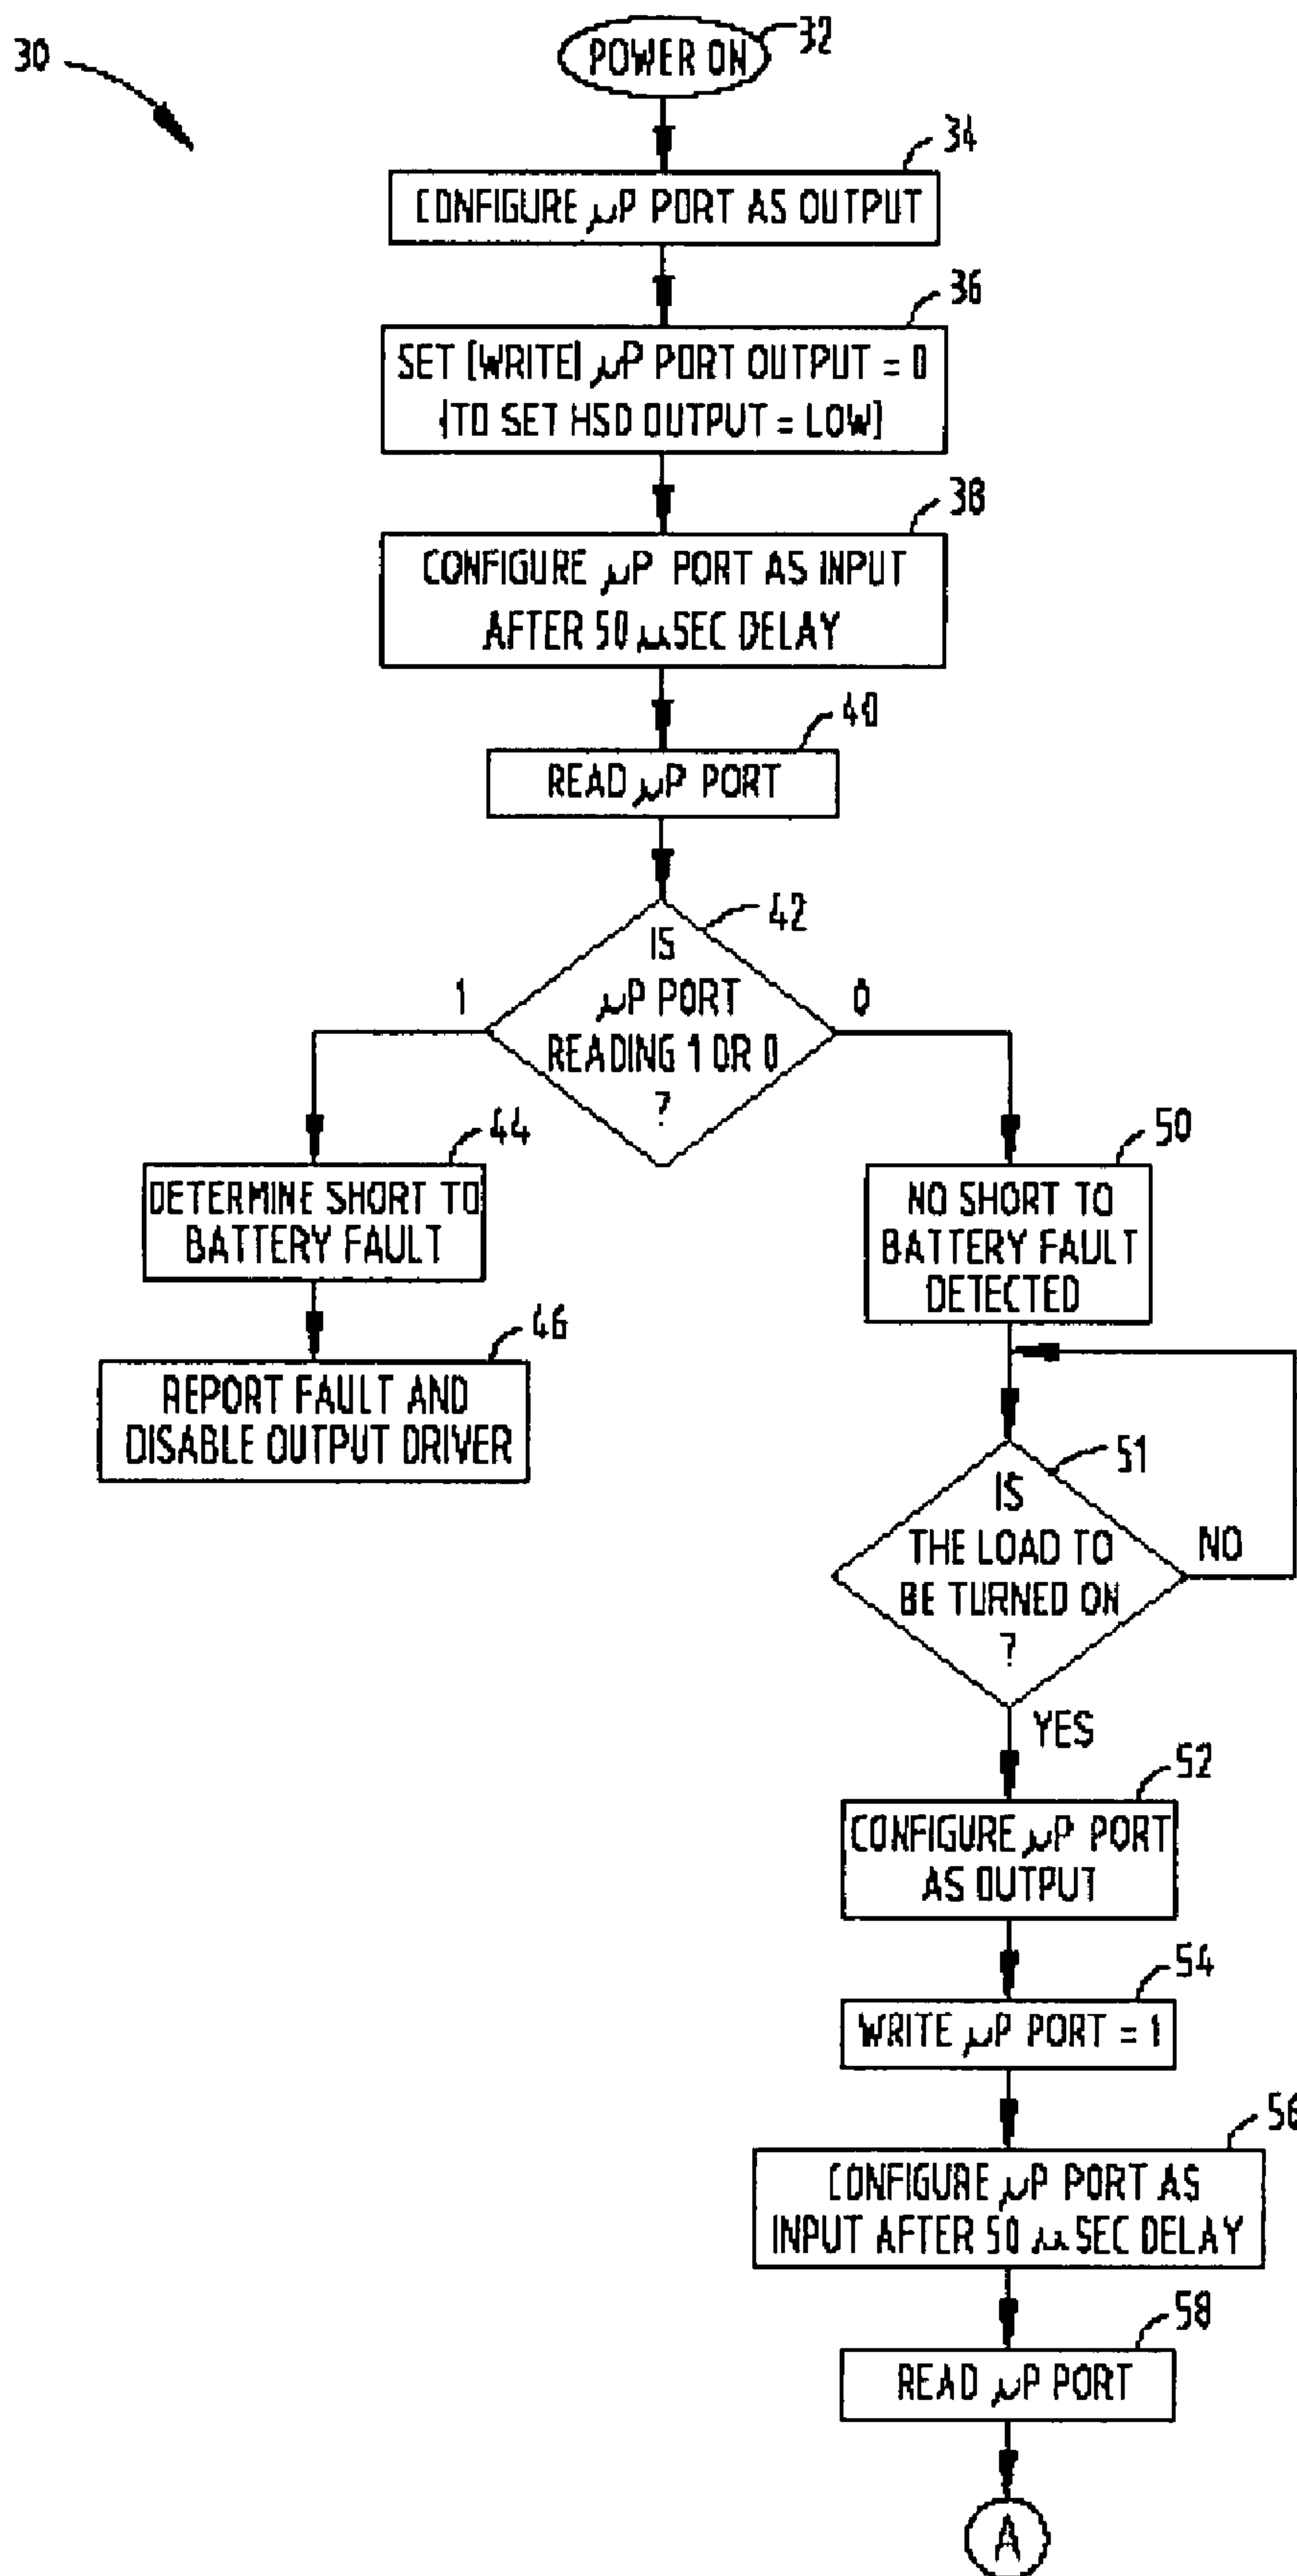 30
POWER ON
32
34
CONFIGURE μP PORT AS OUTPUT
36
SET (WRITE) μP PORT OUTPUT = 0
(TO SET HSD OUTPUT = LOW)
38
CONFIGURE μP PORT AS INPUT
AFTER 50 μSEC DELAY
40
READ μP PORT
42
IS
μP PORT
READING 1 OR 0
?
1
0
44
DETERMINE SHORT TO
BATTERY FAULT
46
REPORT FAULT AND
DISABLE OUTPUT DRIVER
50
NO SHORT TO
BATTERY FAULT
DETECTED
51
IS
THE LOAD TO
BE TURNED ON
?
NO
YES
52
CONFIGURE μP PORT
AS OUTPUT
54
WRITE μP PORT = 1
56
CONFIGURE μP PORT AS
INPUT AFTER 50 μSEC DELAY
58
READ μP PORT
A